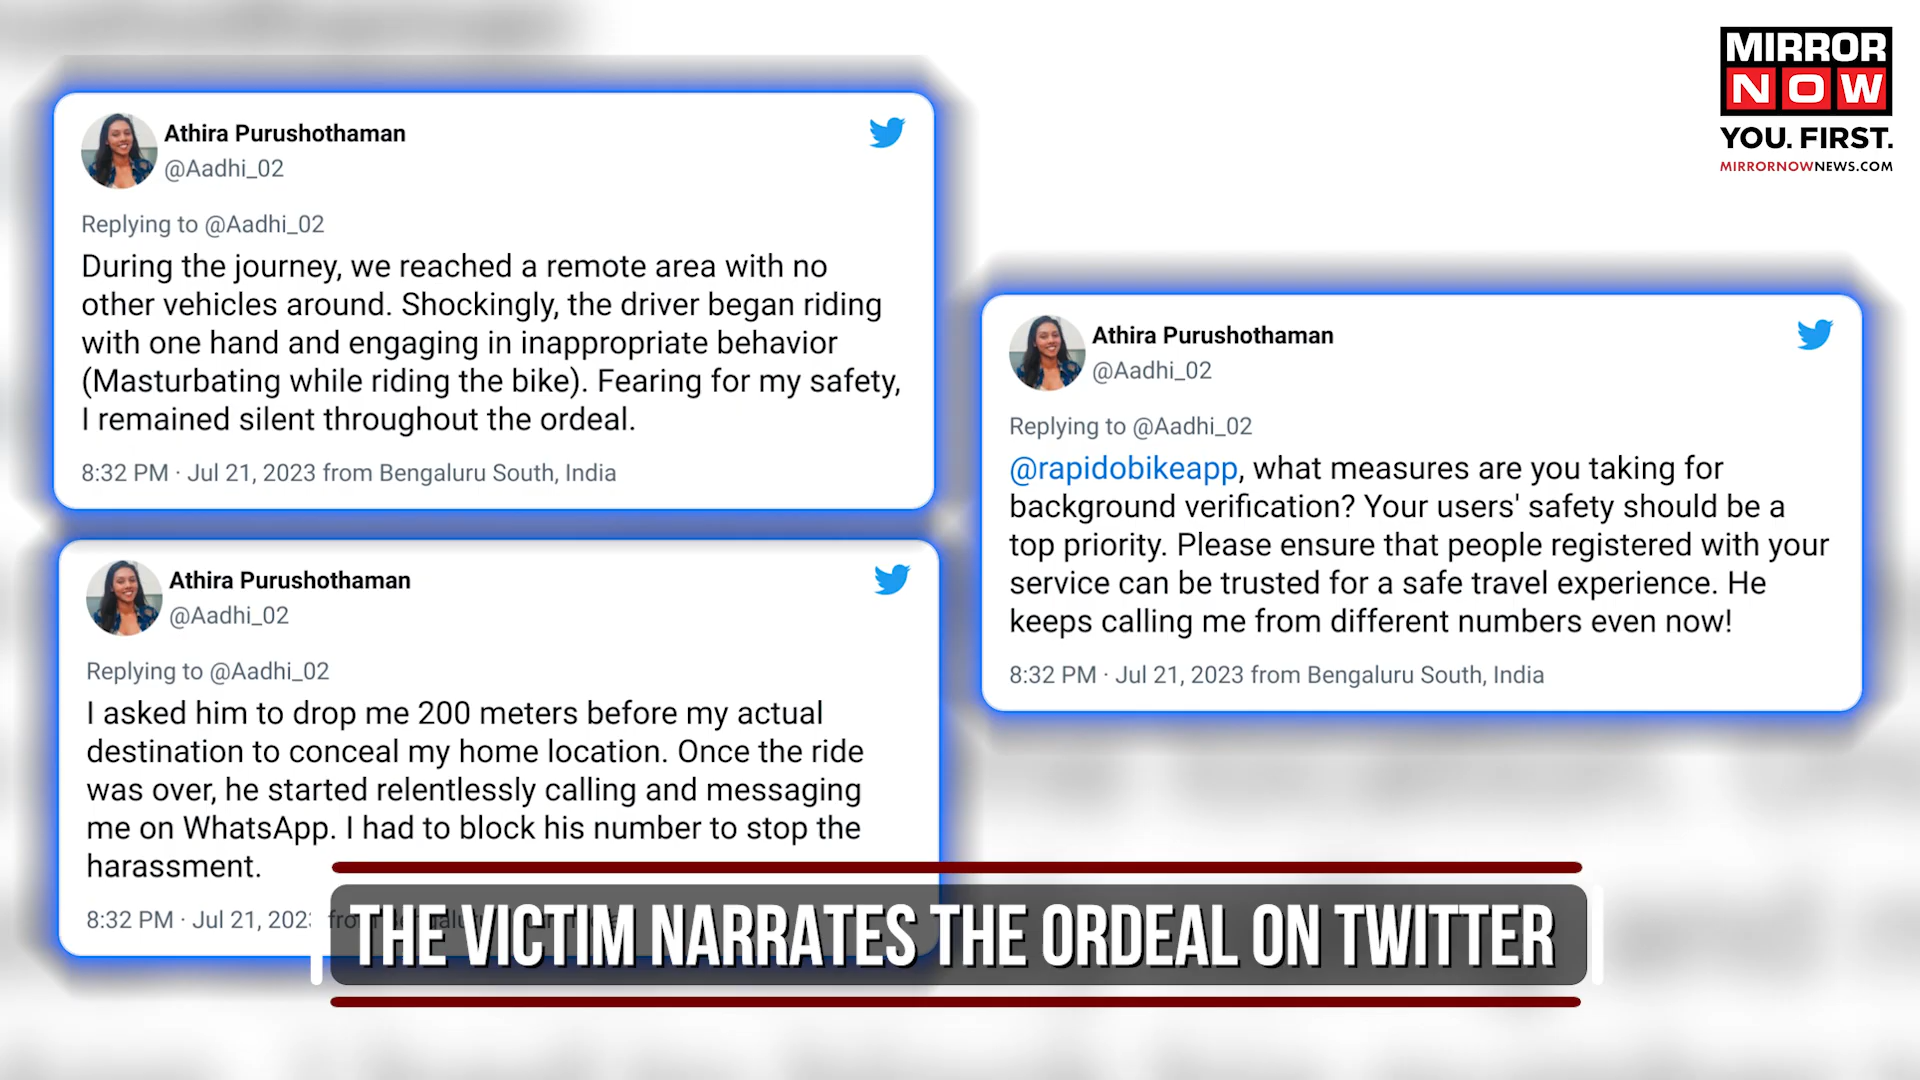 MIRROR
NOW
YOU. FIRST.
MIRRORNOWNEWS.COM
Athira Purushothaman
@Aadhi_02
Replying to @Aadhi_02
During the journey, we reached a remote area with no
other vehicles around. Shockingly, the driver began riding
with one hand and engaging in inappropriate behavior
(Masturbating while riding the bike). Fearing for my safety,
I remained silent throughout the ordeal.
8:32 PM · Jul 21, 2023 from Bengaluru South, India
Athira Purushothaman
@Aadhi_02
Replying to @Aadhi_02
I asked him to drop me 200 meters before my actual
destination to conceal my home location. Once the ride
was over, he started relentlessly calling and messaging
me on WhatsApp. I had to block his number to stop the
harassment.
8:32 PM · Jul 21, 2023 from
Athira Purushothaman
@Aadhi_02
Replying to @Aadhi_02
@rapidobikeapp, what measures are you taking for
background verification? Your users' safety should be a
top priority. Please ensure that people registered with your
service can be trusted for a safe travel experience. He
keeps calling me from different numbers even now!
8:32 PM · Jul 21, 2023 from Bengaluru South, India
THE VICTIM NARRATES THE ORDEAL ON TWITTER